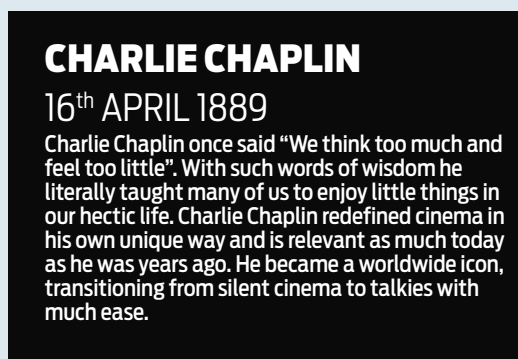 CHARLIE CHAPLIN
16th APRIL 1889
Charlie Chaplin once said “We think too much and
feel too little”. With such words of wisdom he
literally taught many of us to enjoy little things in
our hectic life. Charlie Chaplin redefined cinema in
his own unique way and is relevant as much today
as he was years ago. He became a worldwide icon,
transitioning from silent cinema to talkies with
much ease.